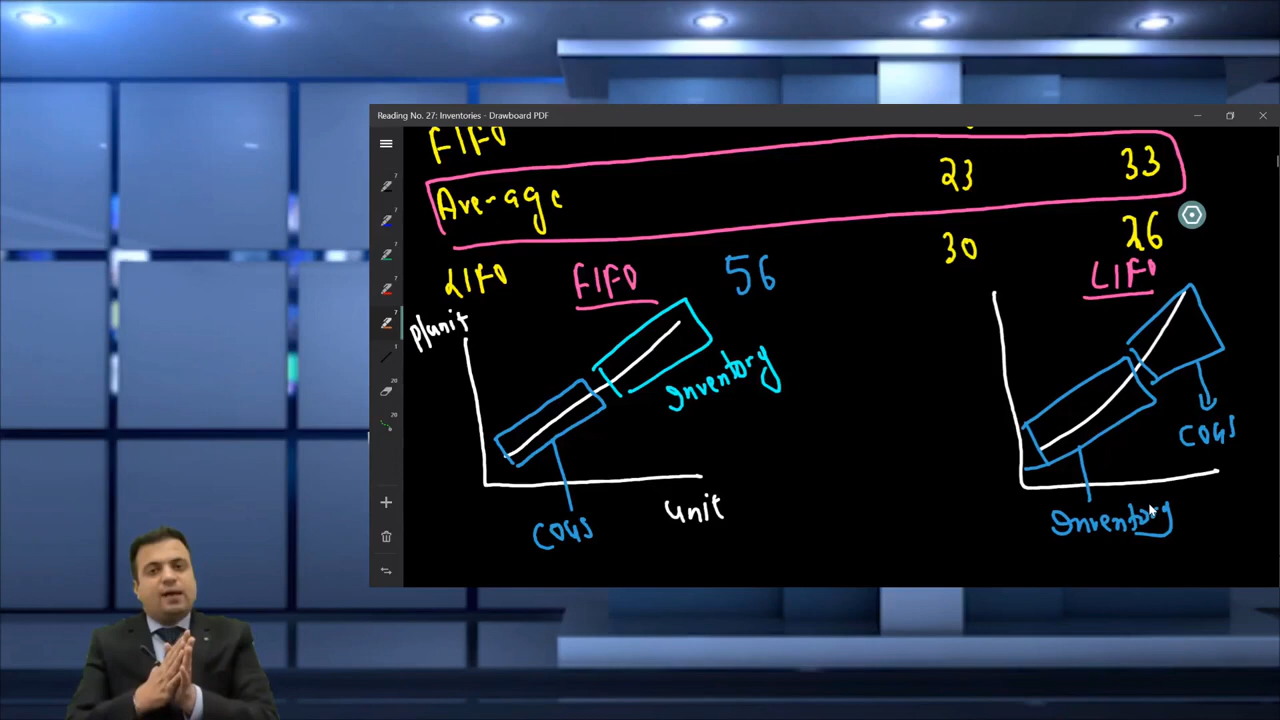 Reading No. 27: Inventories - Drawboard PDF
FIFO
Average 23 33
LIFO 30 26
FIFO 56 LIFO
p/unit
Inventory
COGS
unit
COGS
Inventory